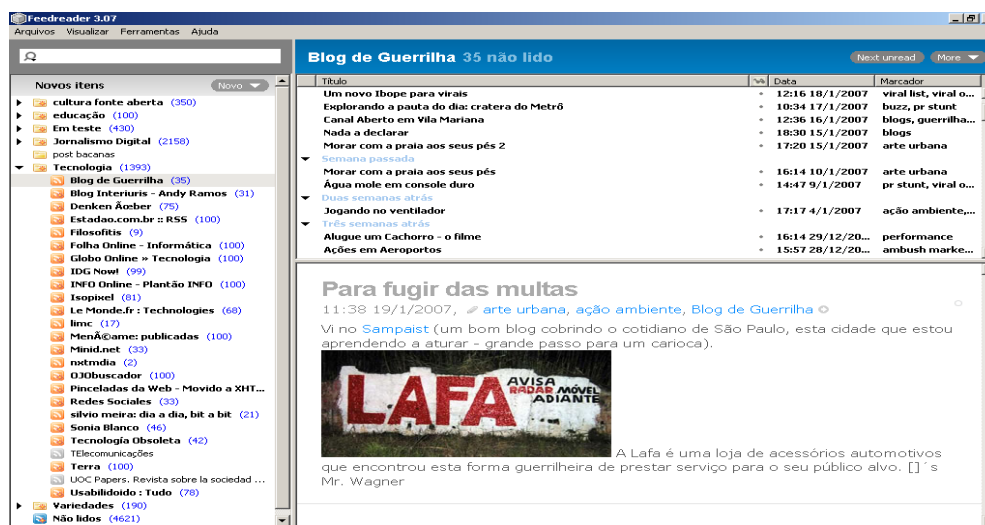 Feedreader 3.07
Arquivos Visualizar Ferramentas Ajuda
Novos itens Novo
cultura fonte aberta (350)
educação (100)
Em teste (430)
Jornalismo Digital (2158)
post bacanas
Tecnologia (1393)
Blog de Guerrilha (35)
Blog Interiuris - Andy Ramos (31)
Denken Ãœber (75)
Estadao.com.br :: RSS (100)
Filosofitis (9)
Folha Online - Informática (100)
Globo Online » Tecnologia (100)
IDG Now! (99)
INFO Online - Plantão INFO (100)
Isopixel (81)
Le Monde.fr : Technologies (68)
limc (17)
MenÃ©ame: publicadas (100)
Minid.net (33)
nxtmdia (2)
OJObuscador (100)
Pinceladas da Web - Movido a XHT...
Redes Sociales (33)
silvio meira: dia a dia, bit a bit (21)
Sonia Blanco (46)
Tecnología Obsoleta (42)
TElecomunicações
Terra (100)
UOC Papers. Revista sobre la sociedad ...
Usabilidoido : Tudo (78)
Variedades (190)
Não lidos (4621)
Blog de Guerrilha 35 não lido Next unread More
Título Data Marcador
Um novo Ibope para virais 12:16 18/1/2007 viral list, viral o...
Explorando a pauta do dia: cratera do Metrô 10:34 17/1/2007 buzz, pr stunt
Canal Aberto em Vila Mariana 12:36 16/1/2007 blogs, guerrilha...
Nada a declarar 18:30 15/1/2007 blogs
Morar com a praia aos seus pés 2 17:20 15/1/2007 arte urbana
Semana passada
Morar com a praia aos seus pés 16:14 10/1/2007 arte urbana
Água mole em console duro 14:47 9/1/2007 pr stunt, viral o...
Duas semanas atrás
Jogando no ventilador 17:17 4/1/2007 ação ambiente,...
Três semanas atrás
Alugue um Cachorro - o filme 16:14 29/12/20... performance
Ações em Aeroportos 15:57 28/12/20... ambush marke...
Para fugir das multas
11:38 19/1/2007, arte urbana, ação ambiente, Blog de Guerrilha
Vi no Sampaist (um bom blog cobrindo o cotidiano de São Paulo, esta cidade que estou
aprendendo a aturar - grande passo para um carioca).
LAFA AVISA
RADAR MÓVEL
ADIANTE
A Lafa é uma loja de acessórios automotivos
que encontrou esta forma guerrilheira de prestar serviço para o seu público alvo. []´s
Mr. Wagner